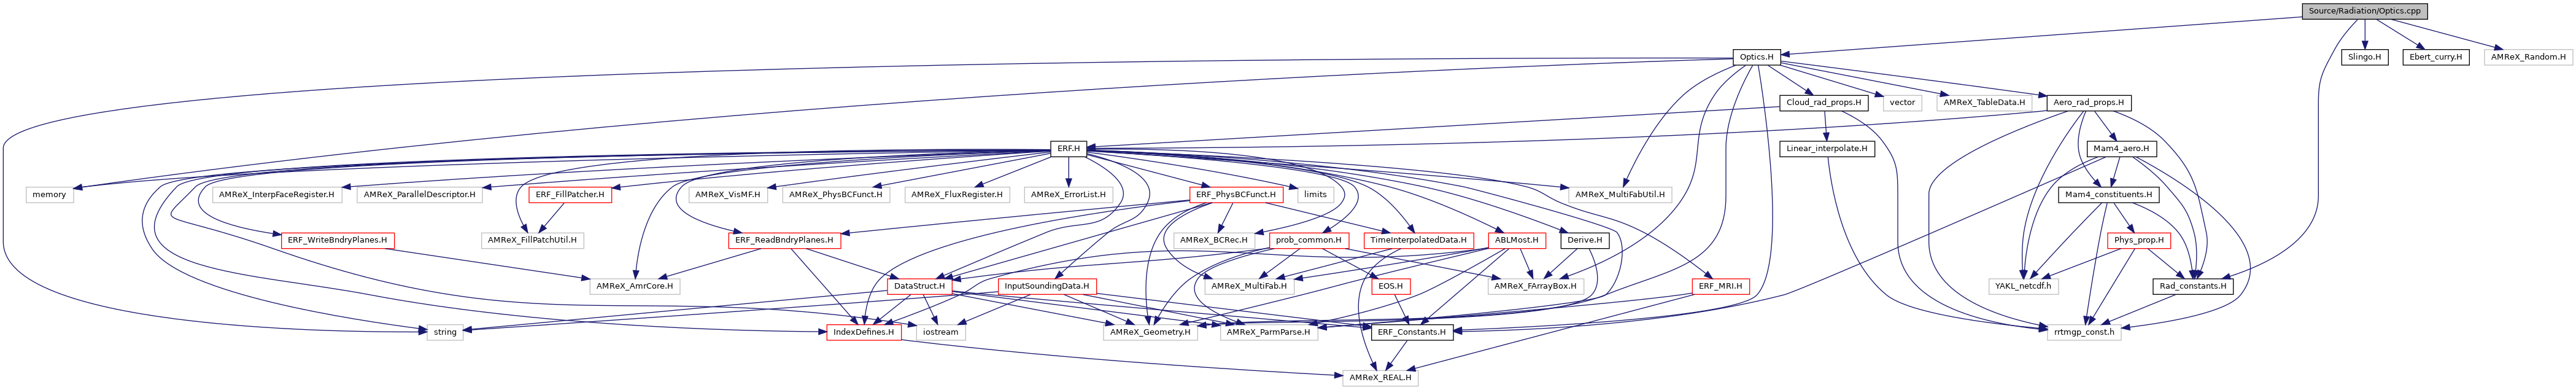 Source/Radiation/Optics.cpp
Optics.H
Slingo.H
Ebert_curry.H
AMReX_Random.H
Cloud_rad_props.H
vector
AMReX_TableData.H
Aero_rad_props.H
ERF.H
Linear_interpolate.H
Mam4_aero.H
memory
AMReX_InterpFaceRegister.H
AMReX_ParallelDescriptor.H
ERF_FillPatcher.H
AMReX_VisMF.H
AMReX_PhysBCFunct.H
AMReX_FluxRegister.H
AMReX_ErrorList.H
ERF_PhysBCFunct.H
limits
AMReX_MultiFabUtil.H
Mam4_constituents.H
ERF_WriteBndryPlanes.H
AMReX_FillPatchUtil.H
ERF_ReadBndryPlanes.H
AMReX_BCRec.H
prob_common.H
TimeInterpolatedData.H
ABLMost.H
Derive.H
Phys_prop.H
AMReX_AmrCore.H
DataStruct.H
InputSoundingData.H
AMReX_MultiFab.H
EOS.H
AMReX_FArrayBox.H
ERF_MRI.H
YAKL_netcdf.h
Rad_constants.H
string
IndexDefines.H
iostream
AMReX_Geometry.H
AMReX_ParmParse.H
ERF_Constants.H
rrtmgp_const.h
AMReX_REAL.H